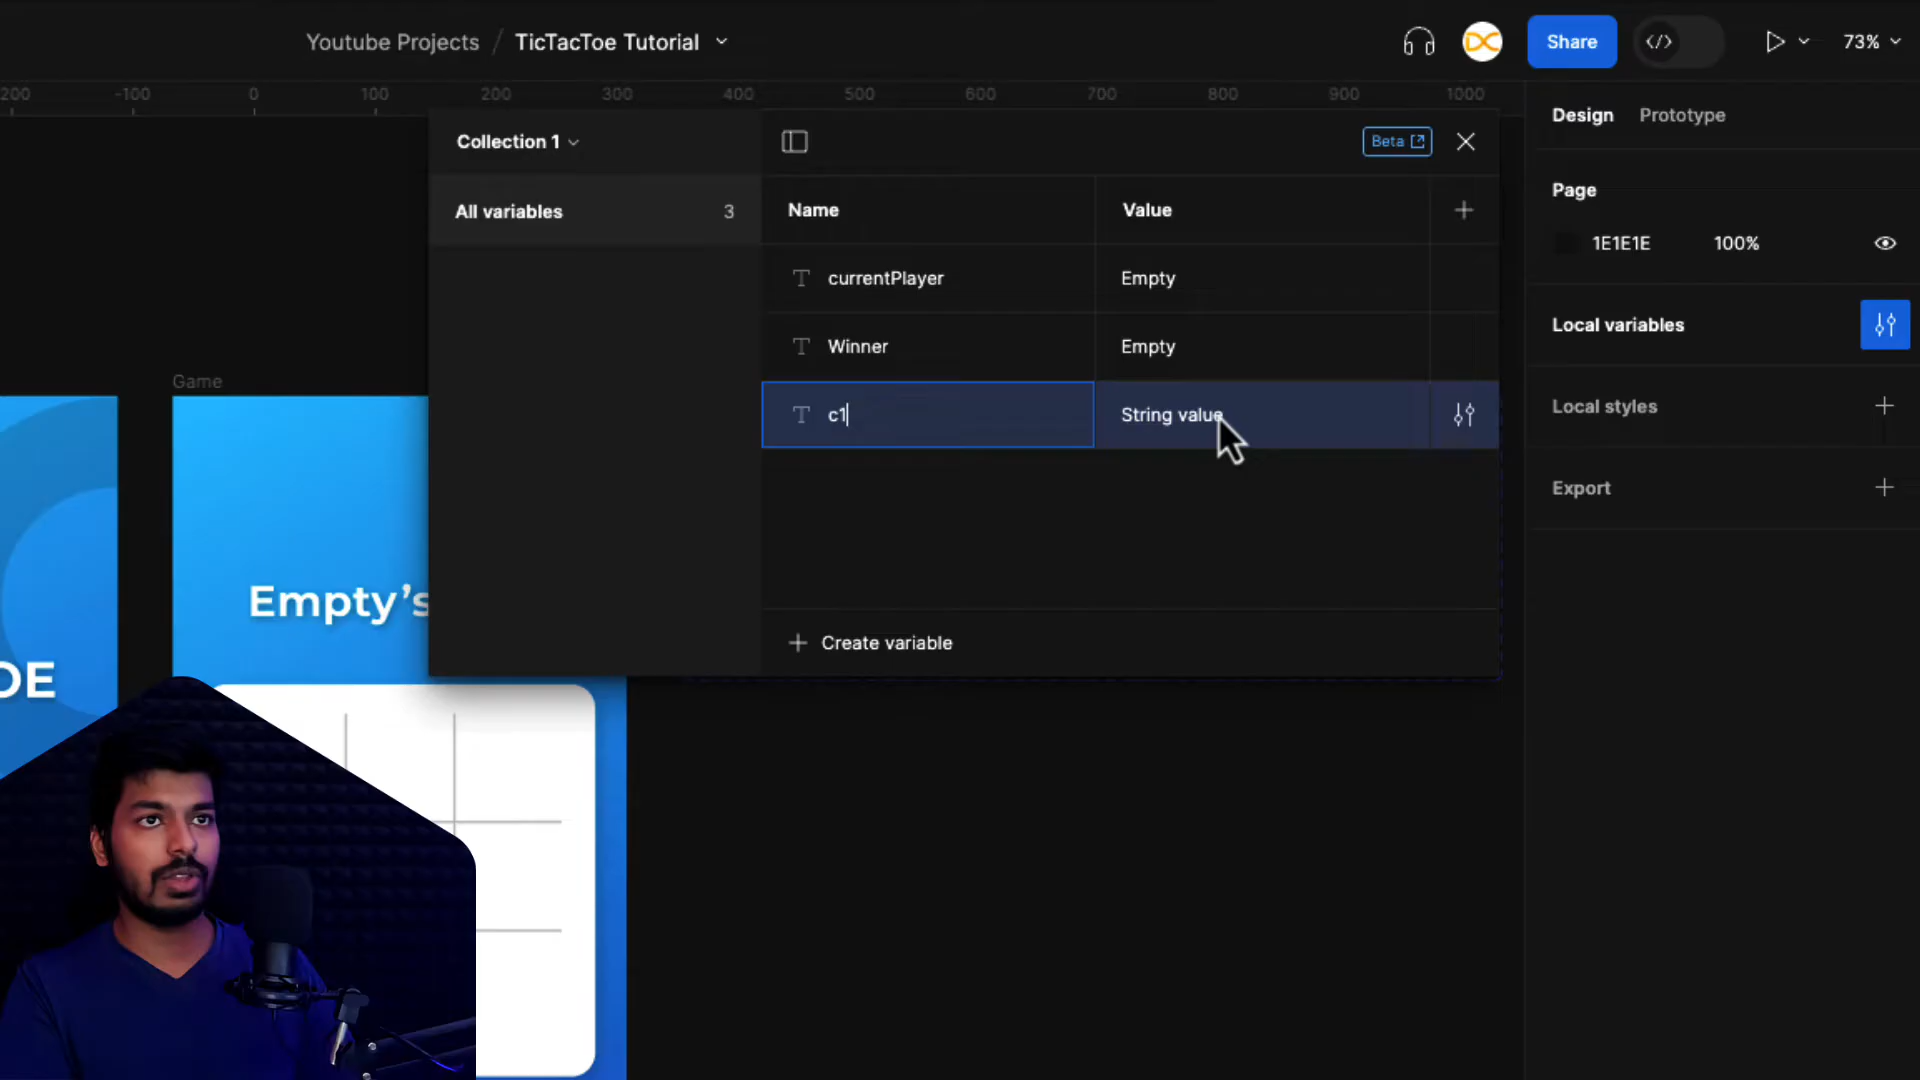 Youtube Projects / TicTacToe Tutorial
Share
73%
200 -100 0 100 200 300 400 500 600 700 800 900 1000
Design Prototype
Collection 1
Beta
All variables 3
Name Value
Page
1E1E1E 100%
currentPlayer Empty
Local variables
Winner Empty
Game
c1 String value
Local styles
Export
Empty's
Create variable
OE